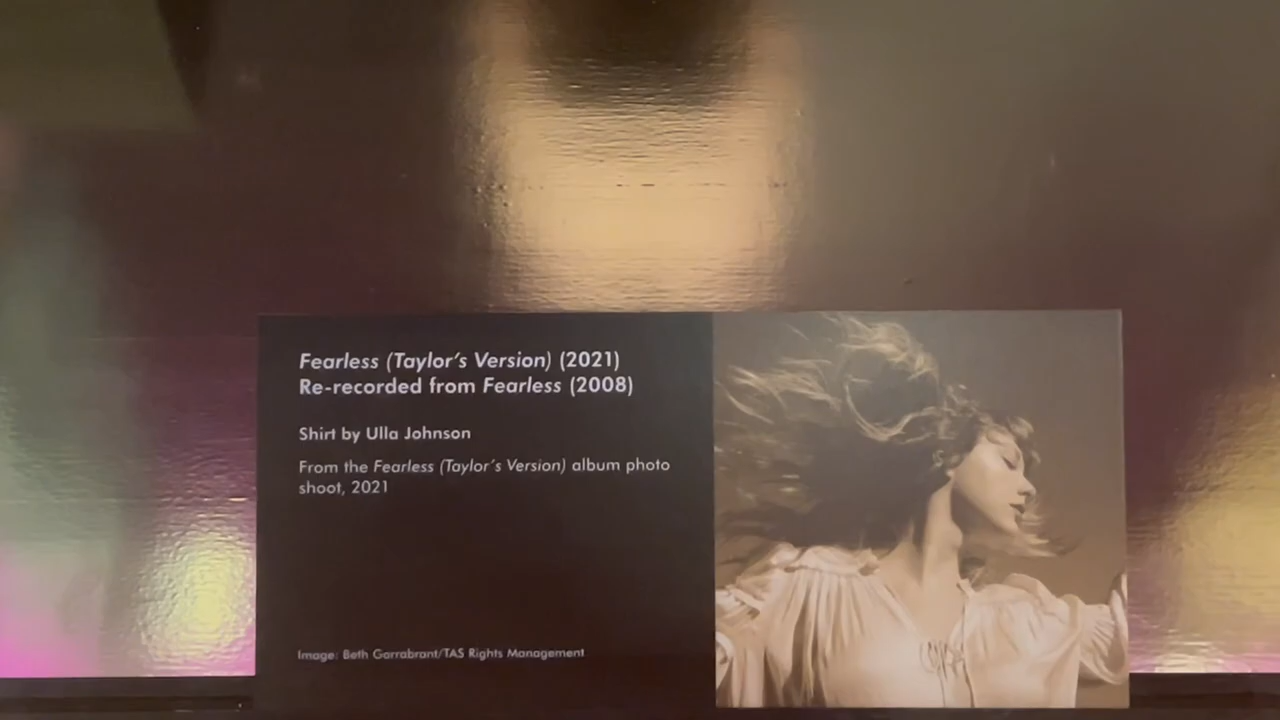 Fearless (Taylor's Version) (2021)
Re-recorded from Fearless (2008)
Shirt by Ulla Johnson
From the Fearless (Taylor's Version) album photo
shoot, 2021
Image: Beth Garrabrant/TAS Rights Management